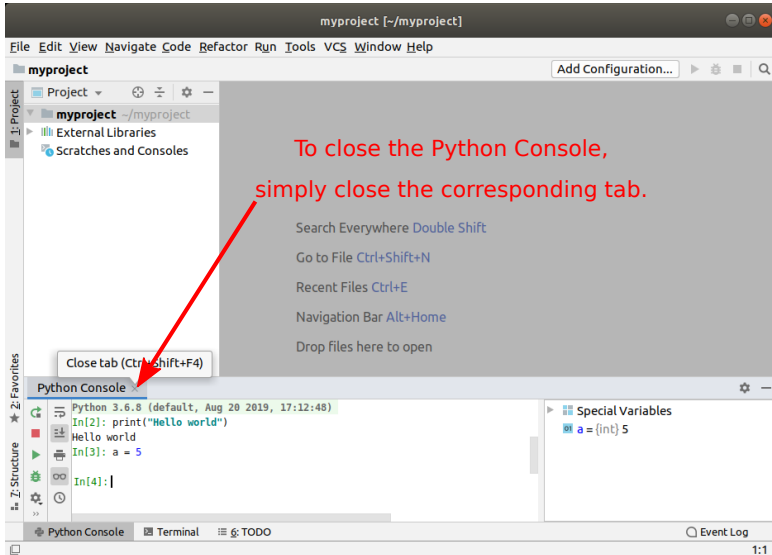 myproject [~/myproject]
File Edit View Navigate Code Refactor Run Tools VCS Window Help
myproject
Add Configuration...
1: Project
Project
myproject ~/myproject
External Libraries
Scratches and Consoles
To close the Python Console,
simply close the corresponding tab.
Search Everywhere Double Shift
Go to File Ctrl+Shift+N
Recent Files Ctrl+E
Navigation Bar Alt+Home
Drop files here to open
2: Favorites
7: Structure
Close tab (Ctrl+Shift+F4)
Python Console
Python 3.6.8 (default, Aug 20 2019, 17:12:48)
In[2]: print("Hello world")
Hello world
In[3]: a = 5
In[4]:
Special Variables
01 a = {int} 5
Python Console Terminal 6: TODO
Event Log
1:1